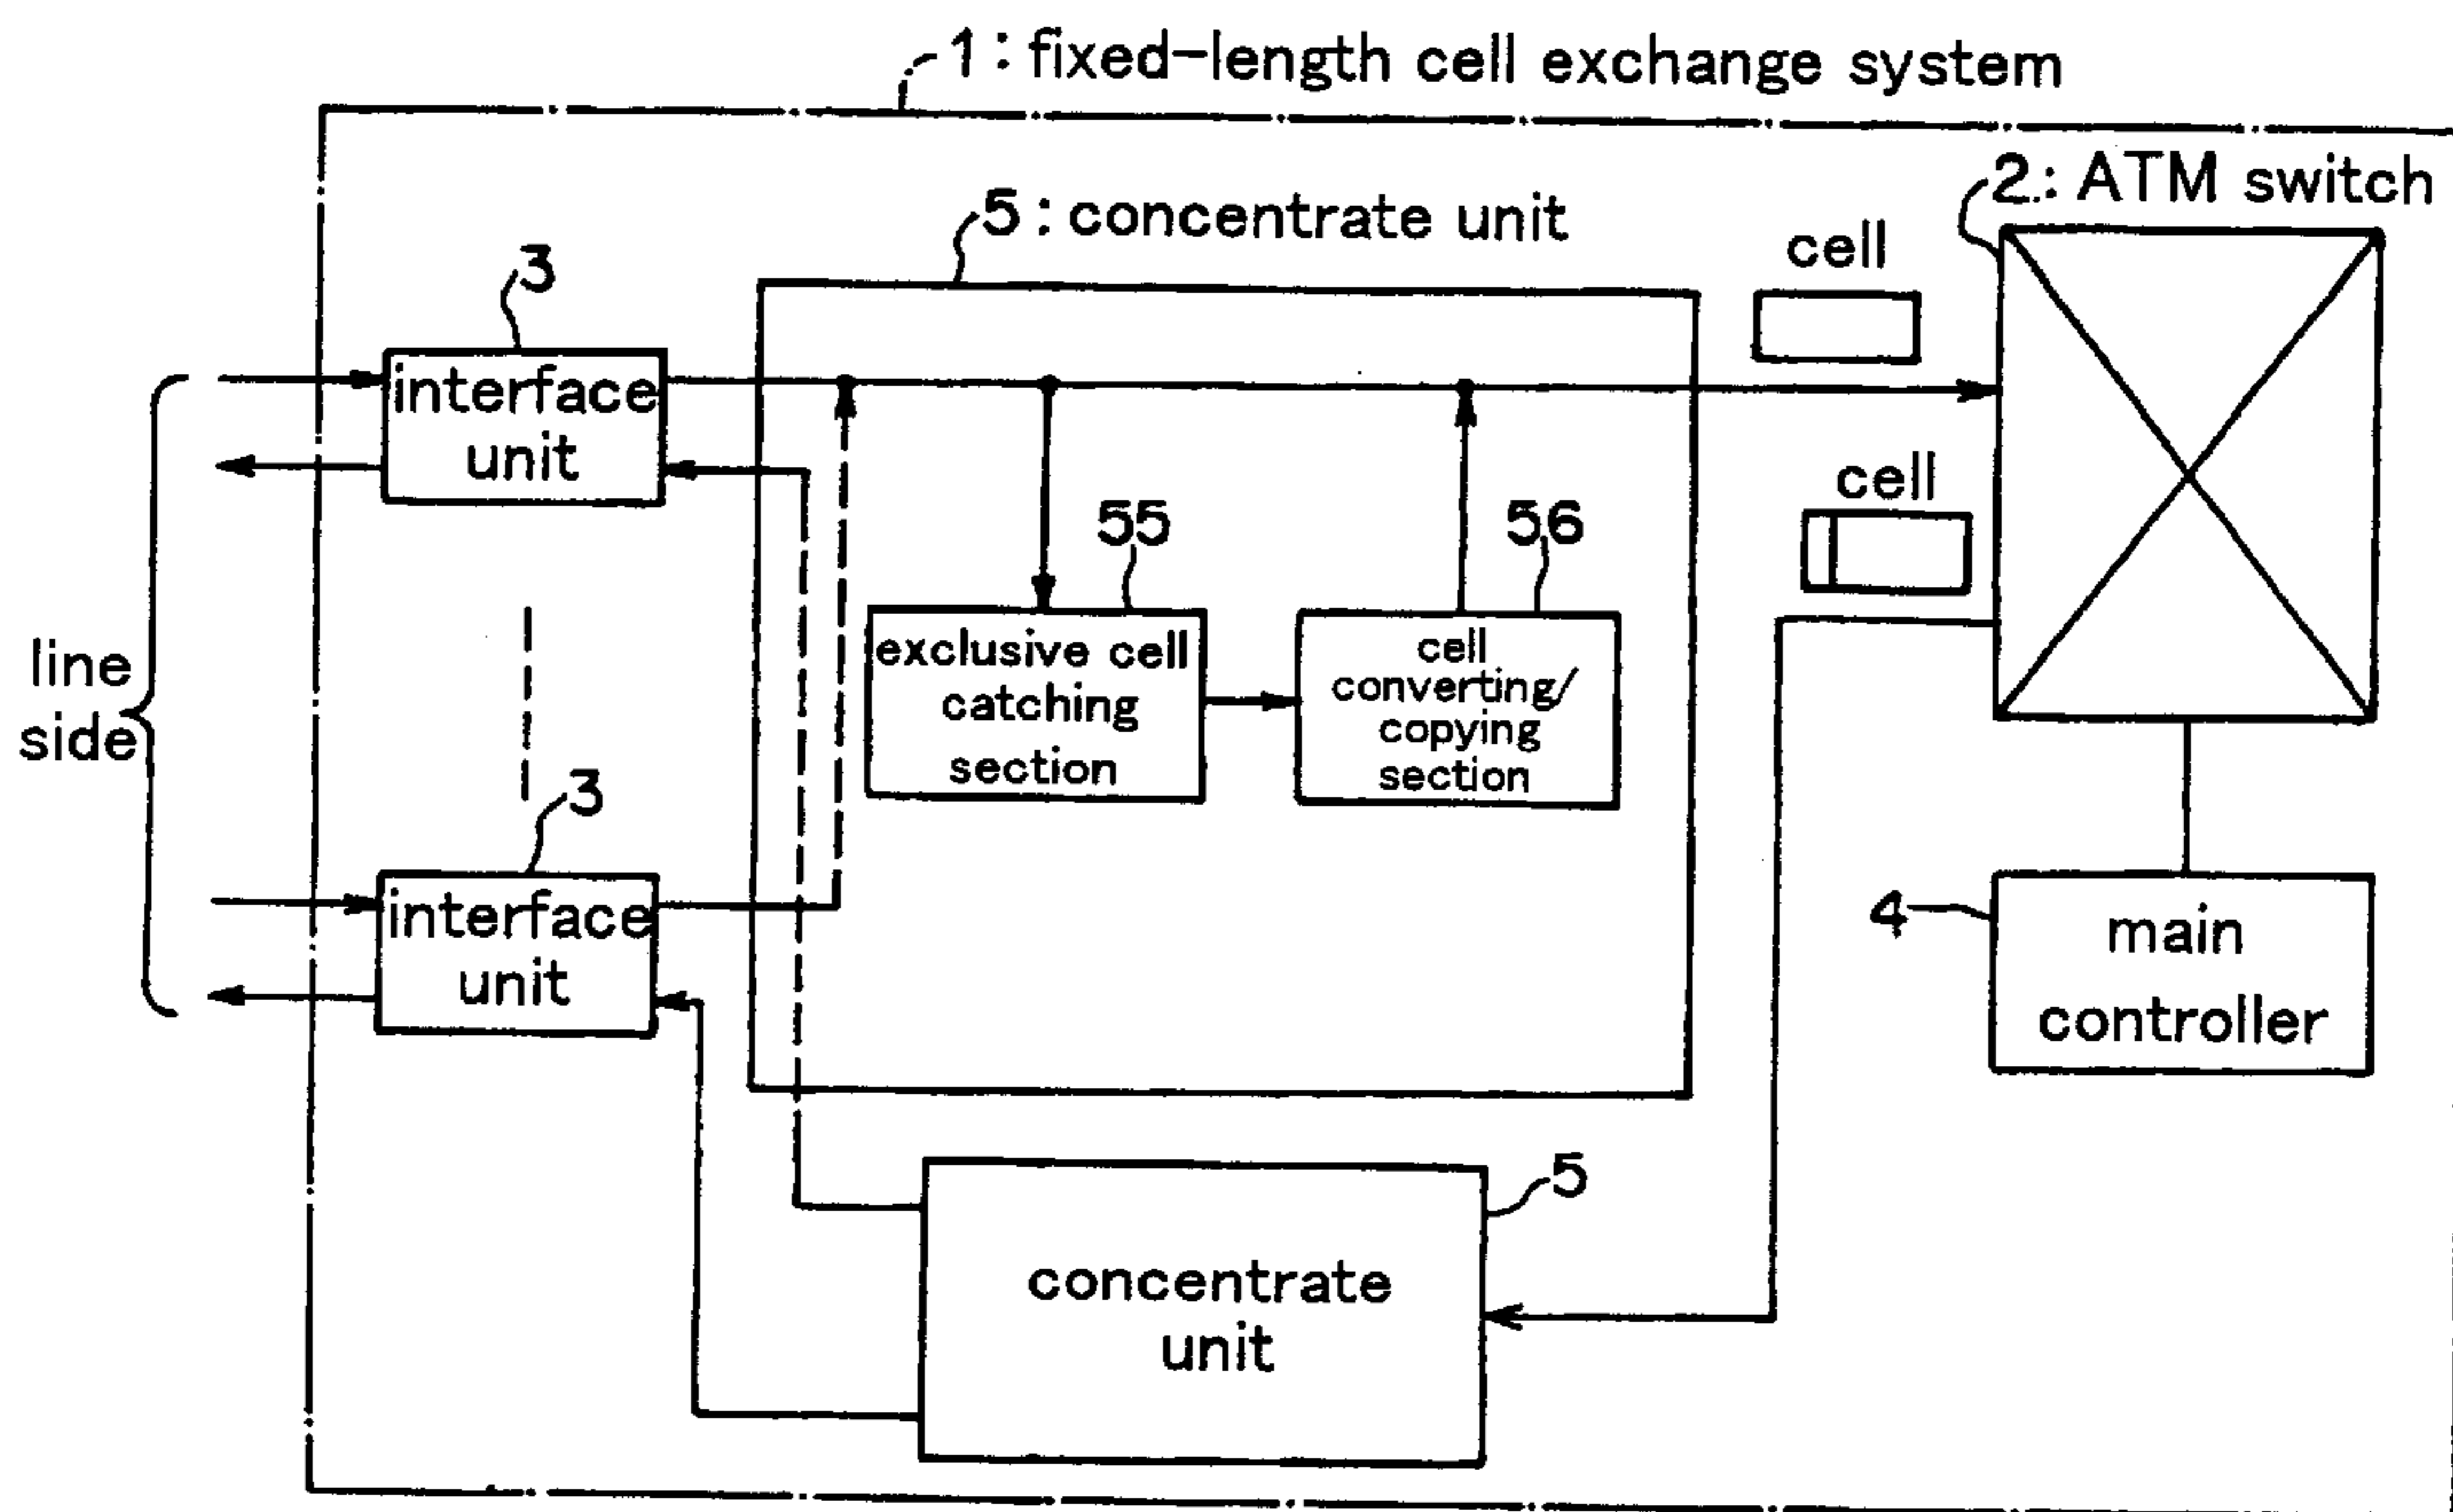 1 : fixed-length cell exchange system
2 : ATM switch
5 : concentrate unit
cell
3
interface
unit
cell
55
56
exclusive cell
catching
section
cell
converting/
copying
section
line
side
3
interface
unit
4
main
controller
5
concentrate
unit